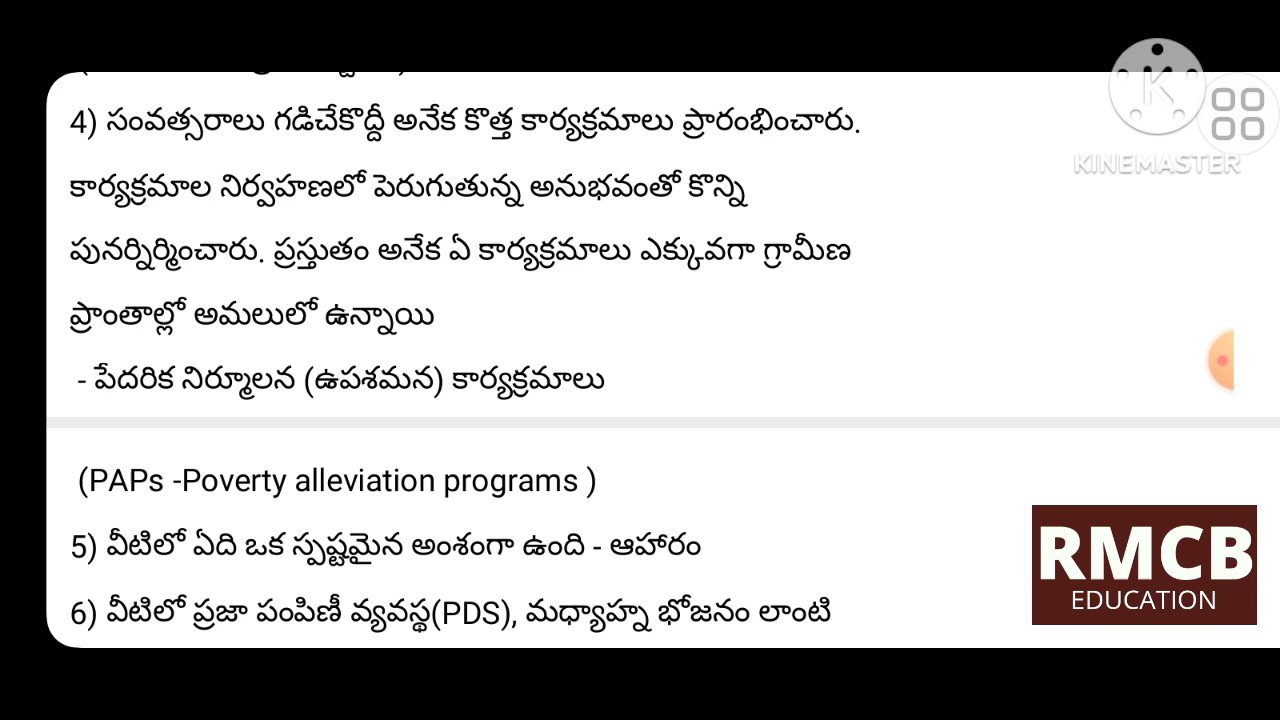 4) సంవత్సరాలు గడిచేకొద్దీ అనేక కొత్త కార్యక్రమాలు ప్రారంభించారు.
కార్యక్రమాల నిర్వహణలో పెరుగుతున్న అనుభవంతో కొన్ని
పునర్నిర్మించారు. ప్రస్తుతం అనేక ఏ కార్యక్రమాలు ఎక్కువగా గ్రామీణ
ప్రాంతాల్లో అమలులో ఉన్నాయి
- పేదరిక నిర్మూలన (ఉపశమన) కార్యక్రమాలు
(PAPs -Poverty alleviation programs )
5) వీటిలో ఏది ఒక స్పష్టమైన అంశంగా ఉంది - ఆహారం
6) వీటిలో ప్రజా పంపిణీ వ్యవస్థ(PDS), మధ్యాహ్న భోజనం లాంటి
K
KINEMASTER
RMCB
EDUCATION